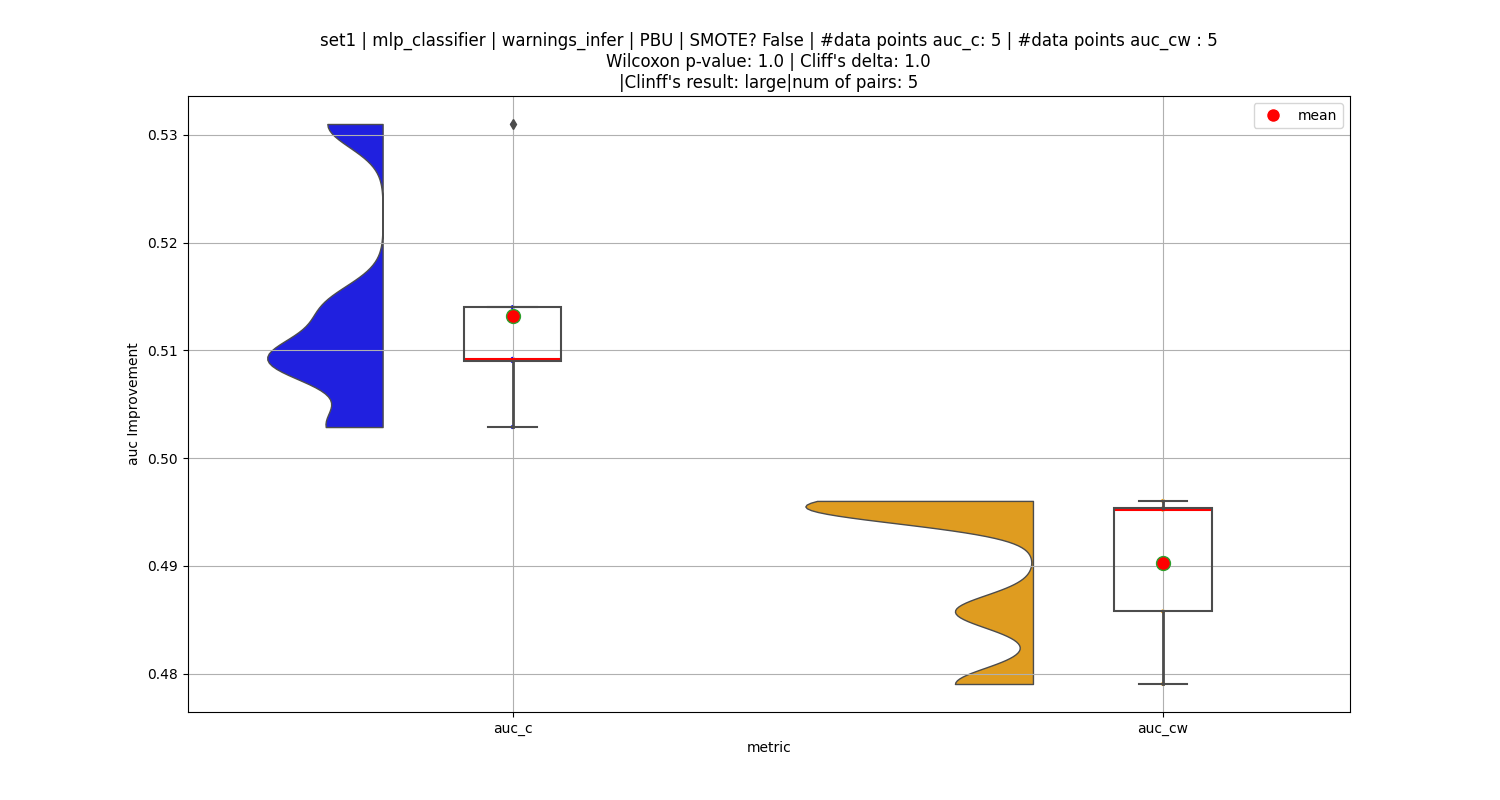 set1 | mlp_classifier | warnings_infer | PBU | SMOTE? False | #data points auc_c: 5 | #data points auc_cw : 5
Wilcoxon p-value: 1.0 | Cliff's delta: 1.0
|Clinff's result: large|num of pairs: 5
mean
0.53
0.52
0.51
0.50
0.49
0.48
auc Improvement
auc_c
auc_cw
metric